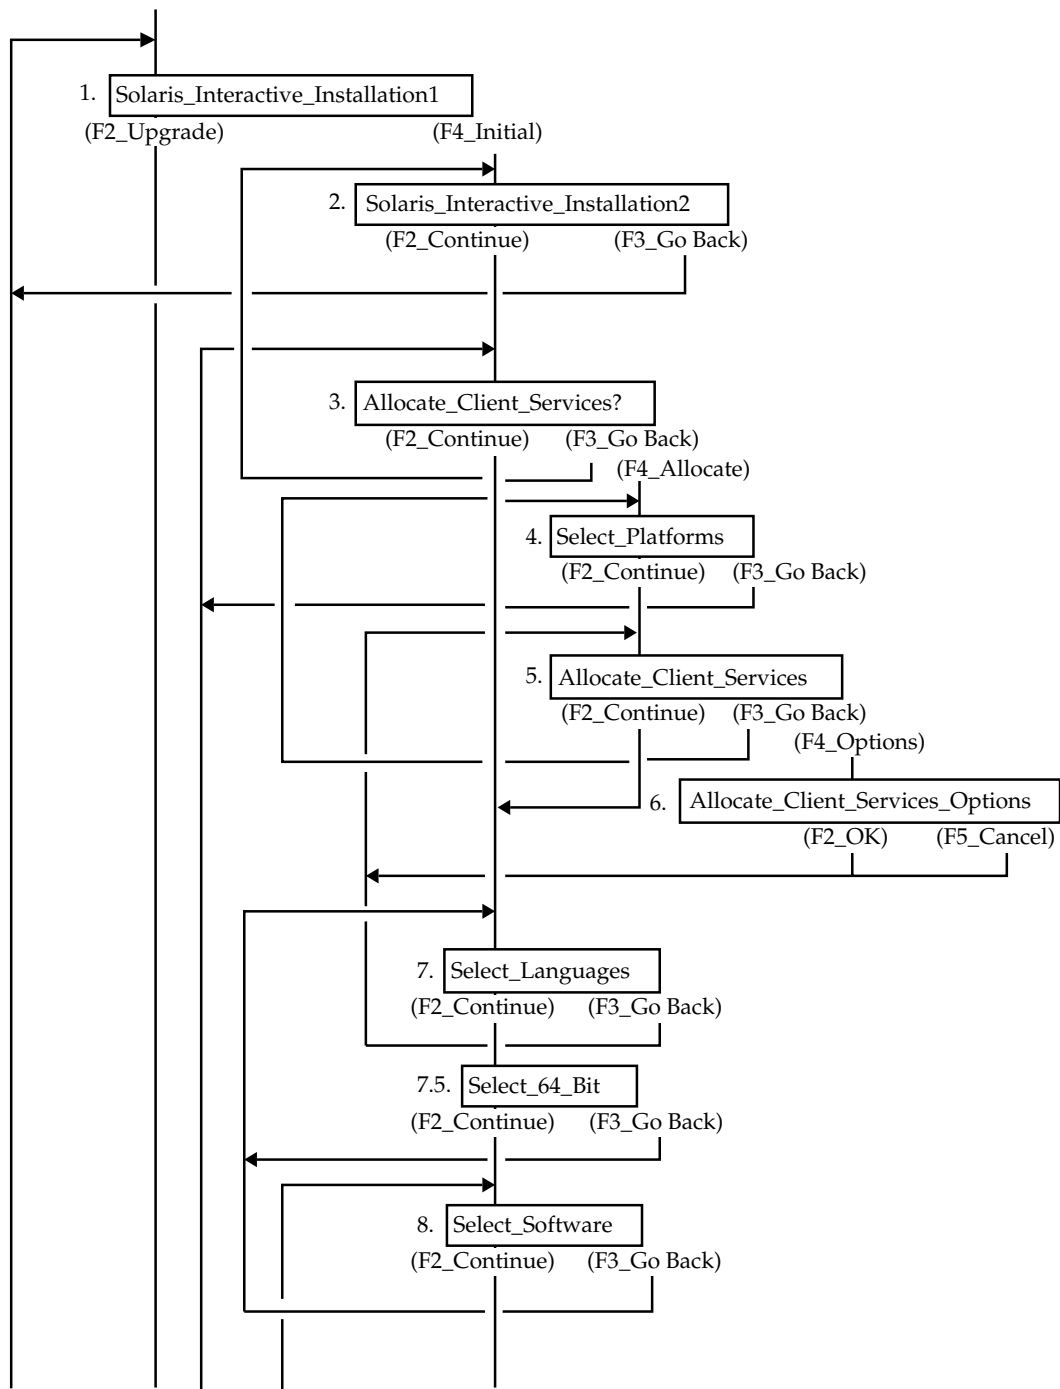 1. Solaris_Interactive_Installation1
(F2_Upgrade) (F4_Initial)
2. Solaris_Interactive_Installation2
(F2_Continue) (F3_Go Back)
3. Allocate_Client_Services?
(F2_Continue) (F3_Go Back)
(F4_Allocate)
4. Select_Platforms
(F2_Continue) (F3_Go Back)
5. Allocate_Client_Services
(F2_Continue) (F3_Go Back)
(F4_Options)
6. Allocate_Client_Services_Options
(F2_OK) (F5_Cancel)
7. Select_Languages
(F2_Continue) (F3_Go Back)
7.5. Select_64_Bit
(F2_Continue) (F3_Go Back)
8. Select_Software
(F2_Continue) (F3_Go Back)